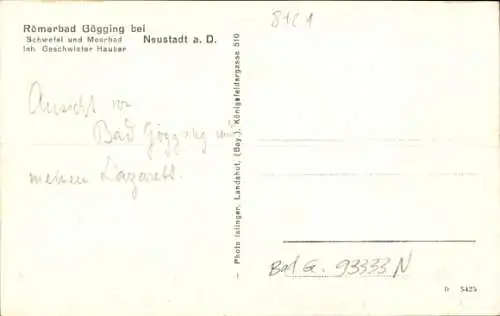 Römerbad Gögging bei
Schwefel und Moorbad Neustadt a. D.
Inh. Geschwister Hauber
81C1
Ansicht von
Bad Gögging mit
meinem Lazarett.
— Photo Islinger, Landshut, (Bay.), Königsfeldergasse 510
Bad G. 93333 N
D 5425